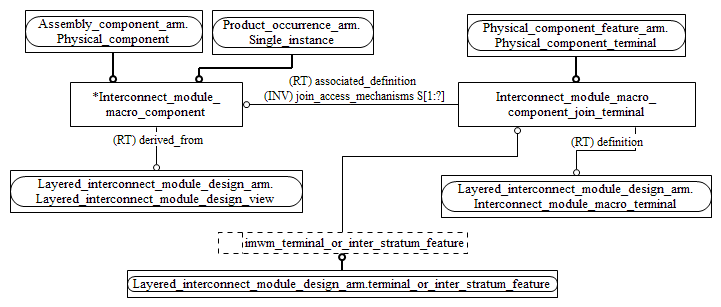 Assembly_component_arm.
Physical_component
Product_occurrence_arm.
Single_instance
Physical_component_feature_arm.
Physical_component_terminal
(RT) associated_definition
(INV) join_access_mechanisms S[1:?]
*Interconnect_module_
macro_component
Interconnect_module_macro_
component_join_terminal
(RT) derived_from
(RT) definition
Layered_interconnect_module_design_arm.
Layered_interconnect_module_design_view
Layered_interconnect_module_design_arm.
Interconnect_module_macro_terminal
imwm_terminal_or_inter_stratum_feature
Layered_interconnect_module_design_arm.terminal_or_inter_stratum_feature